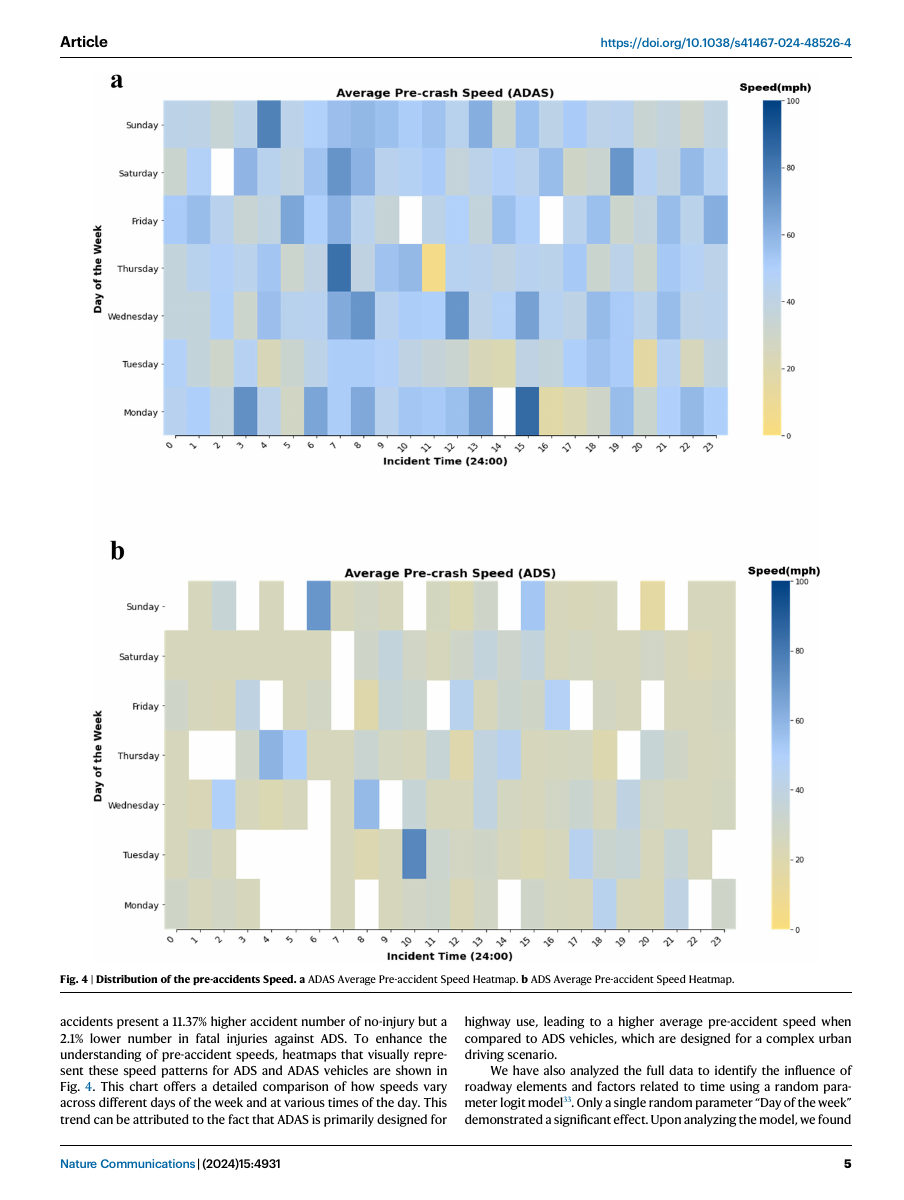 Article
https://doi.org/10.1038/s41467-024-48526-4
a
Average Pre-crash Speed (ADAS)
Speed(mph)
Day of the Week
Sunday
Saturday
Friday
Thursday
Wednesday
Tuesday
Monday
0 1 2 3 4 5 6 7 8 9 10 11 12 13 14 15 16 17 18 19 20 21 22 23
Incident Time (24:00)
100
80
60
40
20
0
b
Average Pre-crash Speed (ADS)
Speed(mph)
Day of the Week
Sunday
Saturday
Friday
Thursday
Wednesday
Tuesday
Monday
0 1 2 3 4 5 6 7 8 9 10 11 12 13 14 15 16 17 18 19 20 21 22 23
Incident Time (24:00)
100
80
60
40
20
0
Fig. 4 | Distribution of the pre-accidents Speed. a ADAS Average Pre-accident Speed Heatmap. b ADS Average Pre-accident Speed Heatmap.
accidents present a 11.37% higher accident number of no-injury but a
2.1% lower number in fatal injuries against ADS. To enhance the
understanding of pre-accident speeds, heatmaps that visually repre-
sent these speed patterns for ADS and ADAS vehicles are shown in
Fig. 4. This chart offers a detailed comparison of how speeds vary
across different days of the week and at various times of the day. This
trend can be attributed to the fact that ADAS is primarily designed for
highway use, leading to a higher average pre-accident speed when
compared to ADS vehicles, which are designed for a complex urban
driving scenario.
We have also analyzed the full data to identify the influence of
roadway elements and factors related to time using a random para-
meter logit model33. Only a single random parameter “Day of the week”
demonstrated a significant effect. Upon analyzing the model, we found
Nature Communications | (2024)15:4931
5